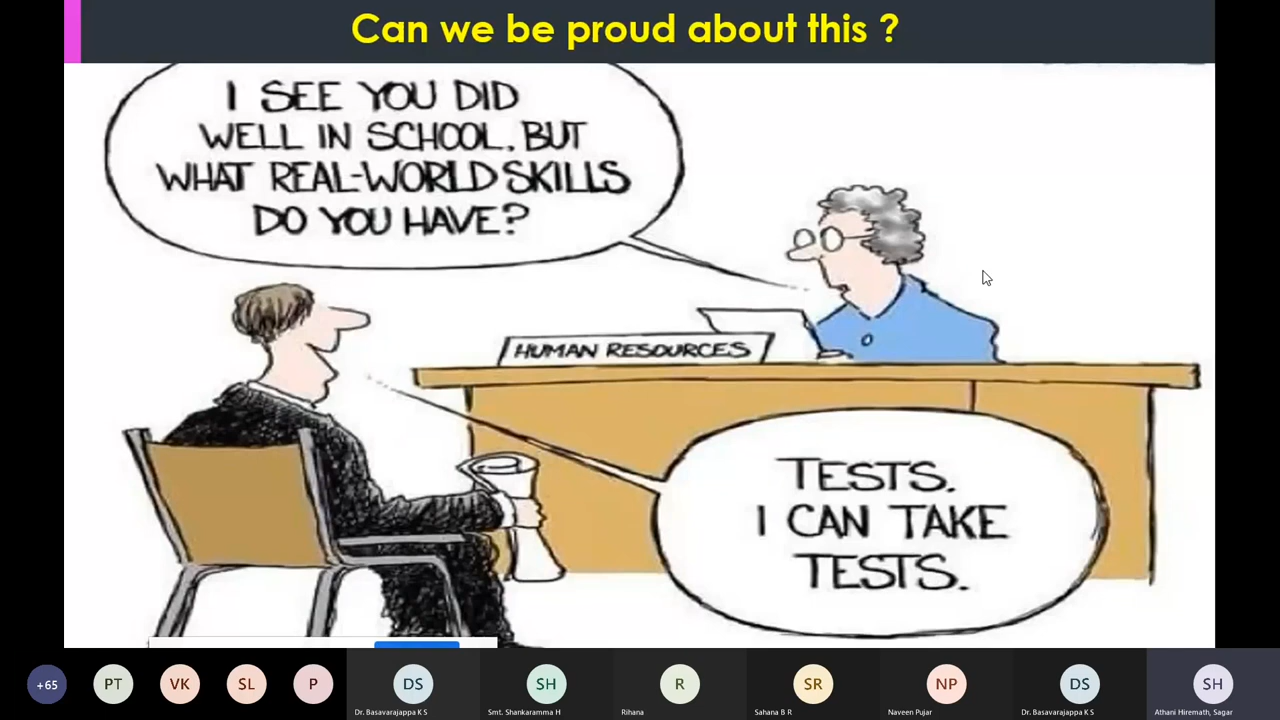 Can we be proud about this ?
I SEE YOU DID
WELL IN SCHOOL, BUT
WHAT REAL-WORLD SKILLS
DO YOU HAVE?
HUMAN RESOURCES
TESTS.
I CAN TAKE
TESTS.
+65
PT
VK
SL
P
DS
Dr. Basavarajappa K S
SH
Smt. Shankaramma H
R
Rihana
SR
Sahana B R
NP
Naveen Pujar
DS
Dr. Basavarajappa K S
SH
Athani Hiremath, Sagar